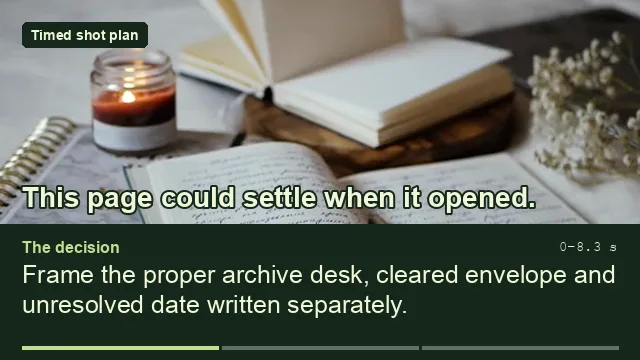 Timed shot plan
This page could settle when it opened.
The decision
0–8.3 s
Frame the proper archive desk, cleared envelope and
unresolved date written separately.